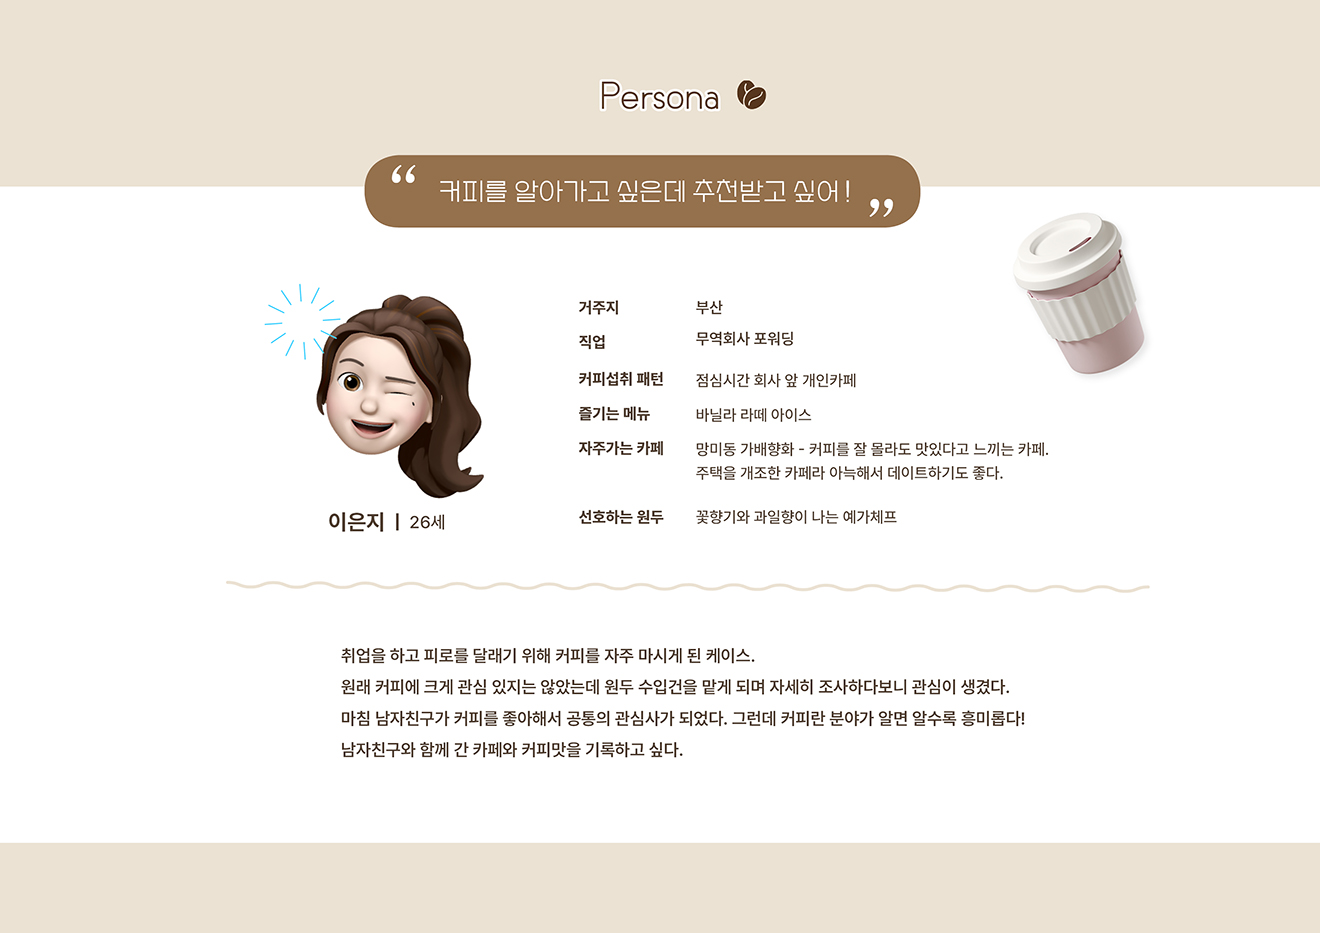 Persona
“ 커피를 알아가고 싶은데 추천받고 싶어! ”
거주지 부산
직업 무역회사 포워딩
커피섭취 패턴 점심시간 회사 앞 개인카페
즐기는 메뉴 바닐라 라떼 아이스
자주가는 카페 망미동 가배향화 - 커피를 잘 몰라도 맛있다고 느끼는 카페.
주택을 개조한 카페라 아늑해서 데이트하기도 좋다.
선호하는 원두 꽃향기와 과일향이 나는 예가체프
이은지 | 26세
취업을 하고 피로를 달래기 위해 커피를 자주 마시게 된 케이스.
원래 커피에 크게 관심 있지는 않았는데 원두 수입건을 맡게 되며 자세히 조사하다보니 관심이 생겼다.
마침 남자친구가 커피를 좋아해서 공통의 관심사가 되었다. 그런데 커피란 분야가 알면 알수록 흥미롭다!
남자친구와 함께 간 카페와 커피맛을 기록하고 싶다.